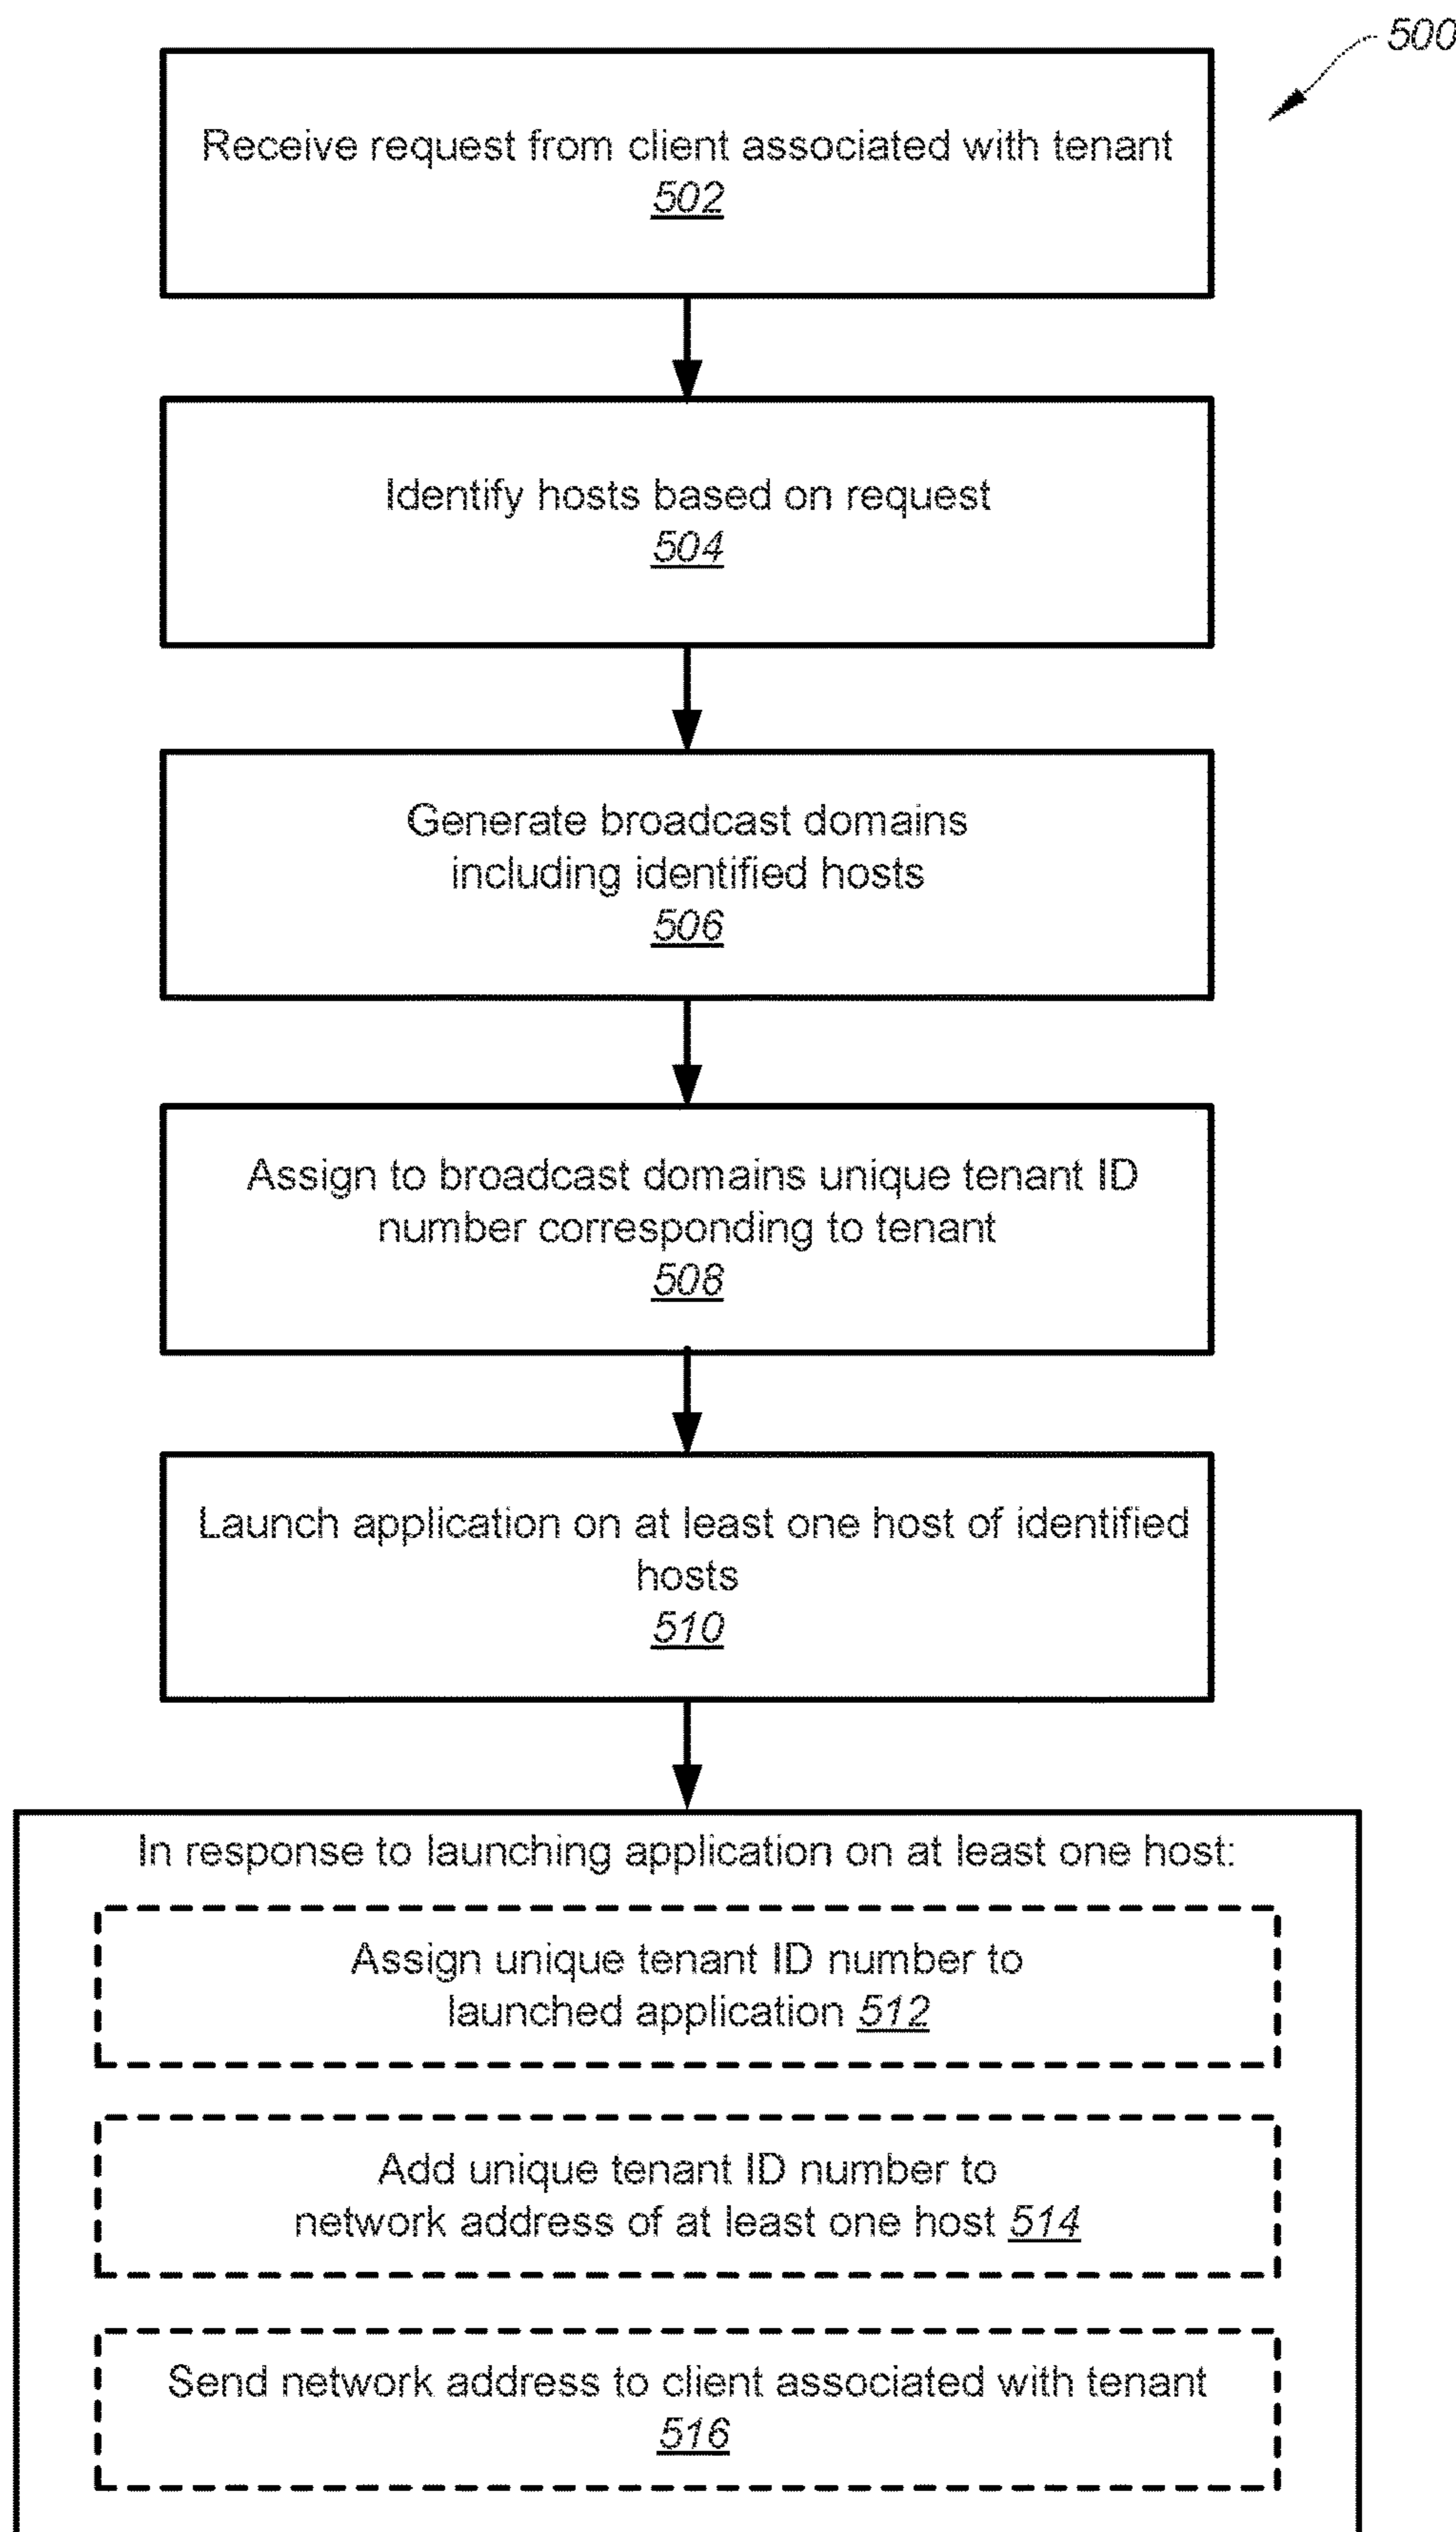 500
Receive request from client associated with tenant
502
Identify hosts based on request
504
Generate broadcast domains
including identified hosts
506
Assign to broadcast domains unique tenant ID
number corresponding to tenant
508
Launch application on at least one host of identified
hosts
510
In response to launching application on at least one host:
Assign unique tenant ID number to
launched application 512
Add unique tenant ID number to
network address of at least one host 514
Send network address to client associated with tenant
516